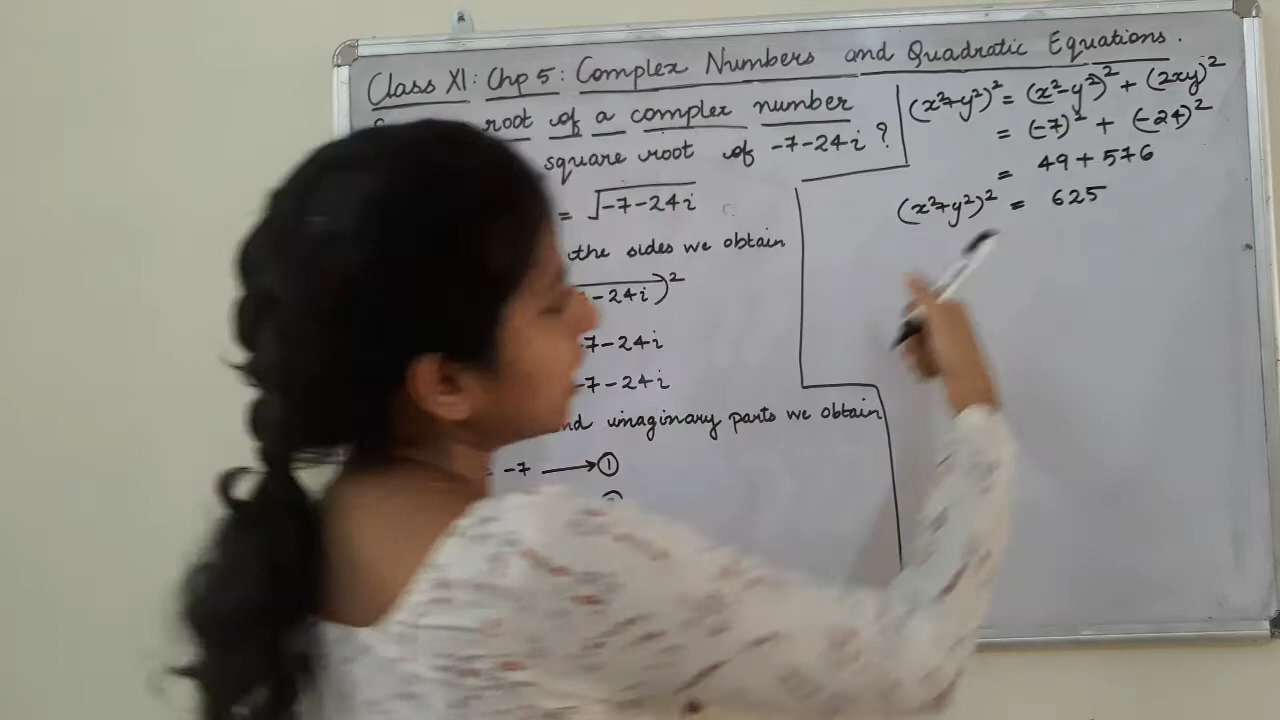 Class XI: Chp 5: Complex Numbers and Quadratic Equations.
root of a complex number
square root of -7-24i ?
= √-7-24i
the sides we obtain
-24i)²
7-24i
-7-24i
imaginary parts we obtain
= -7 → ①
(x²+y²)² = (x²-y²)² + (2xy)²
= (-7)² + (-24)²
= 49 + 576
(x²+y²)² = 625